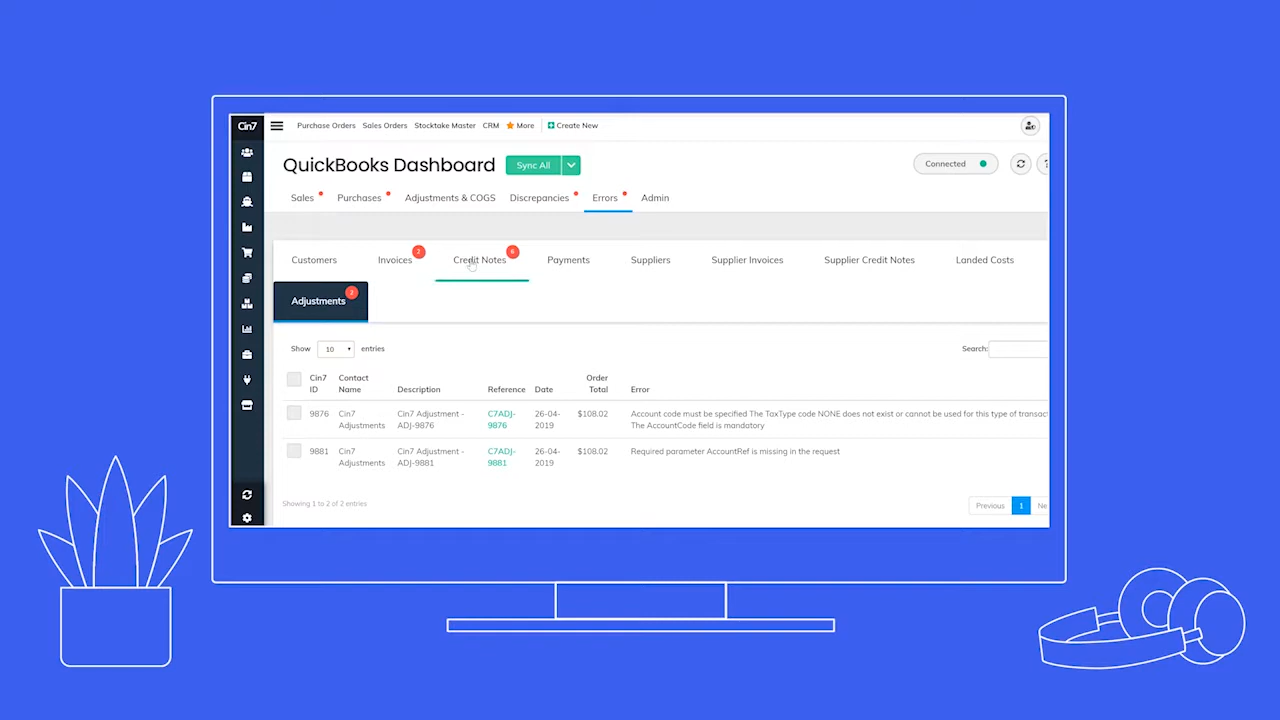 Cin7
Purchase Orders Sales Orders Stocktake Master CRM More Create New
QuickBooks Dashboard Sync All Connected ?
Sales Purchases Adjustments & COGS Discrepancies Errors Admin
Customers Invoices 2 Credit Notes 6 Payments Suppliers Supplier Invoices Supplier Credit Notes Landed Costs
Adjustments 2
Show 10 entries Search:
Cin7 ID Contact Name Description Reference Date Order Total Error
9876 Cin7 Adjustments Cin7 Adjustment - ADJ-9876 C7ADJ-9876 26-04-2019 $108.02 Account code must be specified The TaxType code NONE does not exist or cannot be used for this type of transac
The AccountCode field is mandatory
9881 Cin7 Adjustments Cin7 Adjustment - ADJ-9881 C7ADJ-9881 26-04-2019 $108.02 Required parameter AccountRef is missing in the request
Showing 1 to 2 of 2 entries
Previous 1 Ne